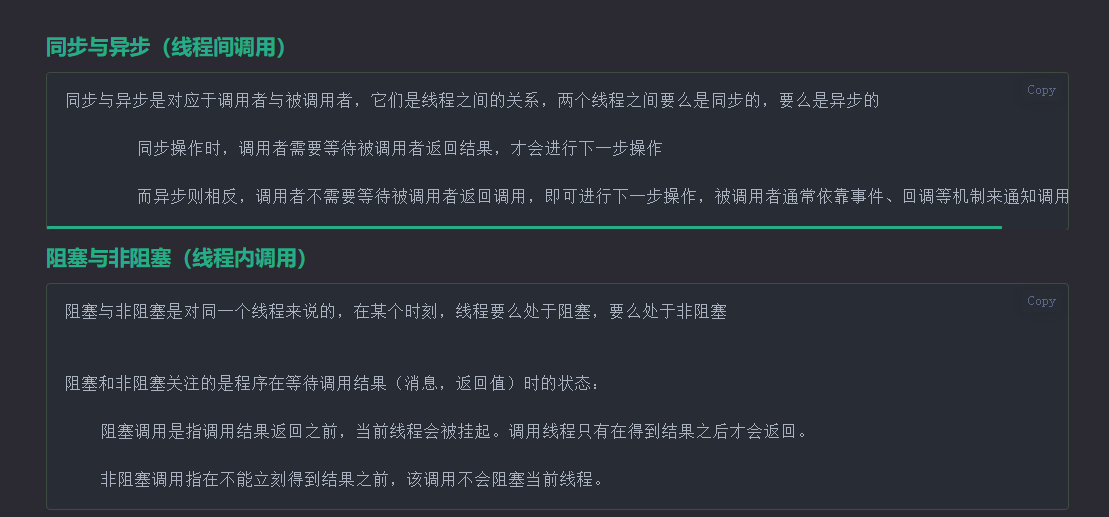 同步与异步（线程间调用）
Copy
同步与异步是对应于调用者与被调用者，它们是线程之间的关系，两个线程之间要么是同步的，要么是异步的
同步操作时，调用者需要等待被调用者返回结果，才会进行下一步操作
而异步则相反，调用者不需要等待被调用者返回调用，即可进行下一步操作，被调用者通常依靠事件、回调等机制来通知调用
阻塞与非阻塞（线程内调用）
Copy
阻塞与非阻塞是对同一个线程来说的，在某个时刻，线程要么处于阻塞，要么处于非阻塞
阻塞和非阻塞关注的是程序在等待调用结果（消息，返回值）时的状态：
阻塞调用是指调用结果返回之前，当前线程会被挂起。调用线程只有在得到结果之后才会返回。
非阻塞调用指在不能立刻得到结果之前，该调用不会阻塞当前线程。